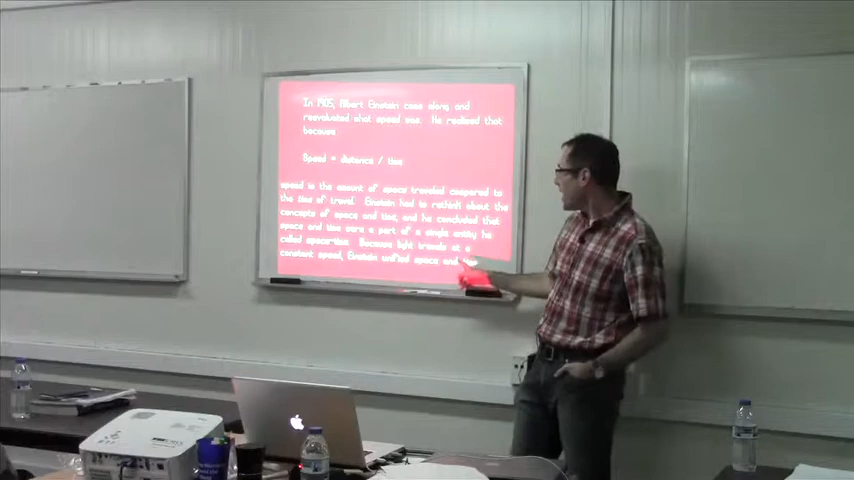 In 1905, Albert Einstein came along and
reevaluated what speed was. He realised that
because
Speed = distance / time
speed is the amount of space travelled compared to
the time of travel. Einstein had to rethink about the
concepts of space and time, and he concluded that
space and time were a part of a single entity he
called spacetime. Because light travels at a
constant speed, Einstein unified space and